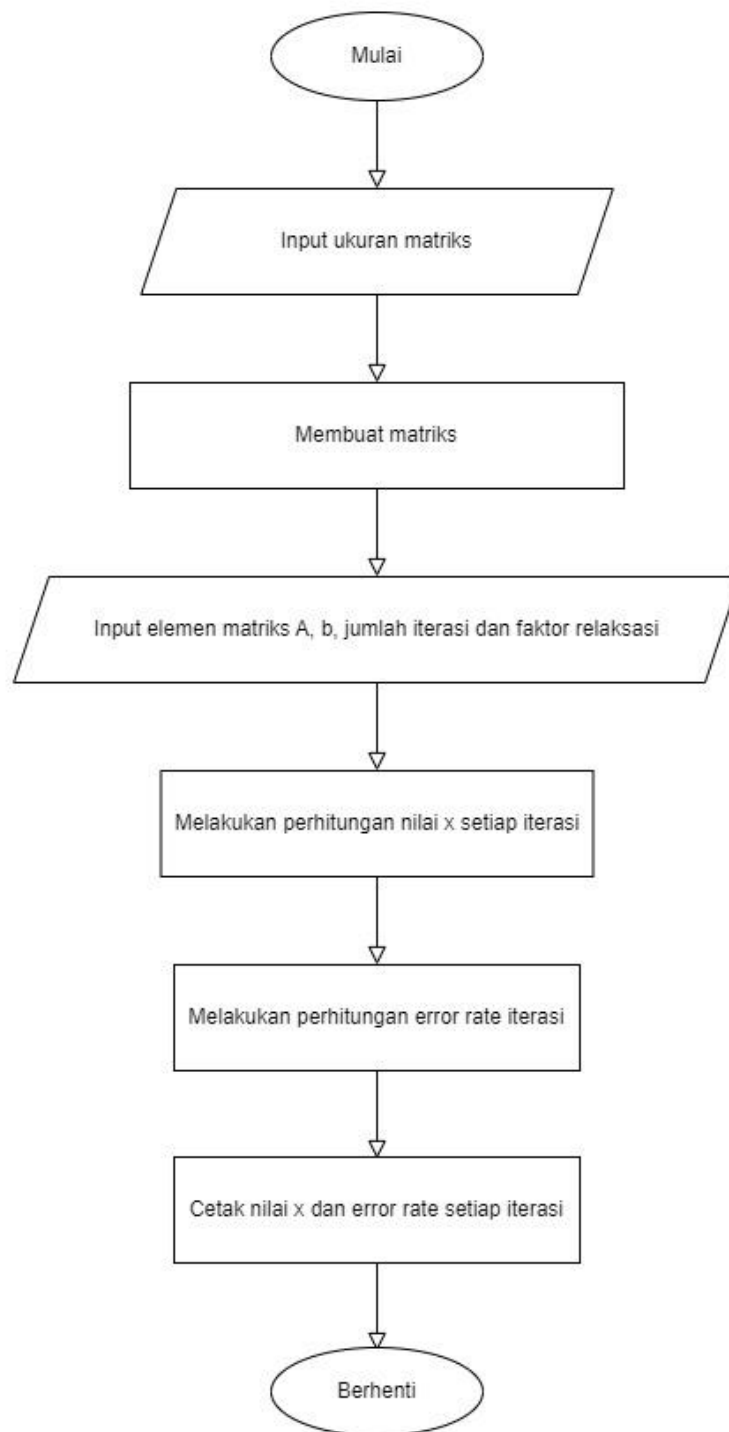 Mulai
Input ukuran matriks
Membuat matriks
Input elemen matriks A, b, jumlah iterasi dan faktor relaksasi
Melakukan perhitungan nilai x setiap iterasi
Melakukan perhitungan error rate iterasi
Cetak nilai x dan error rate setiap iterasi
Berhenti